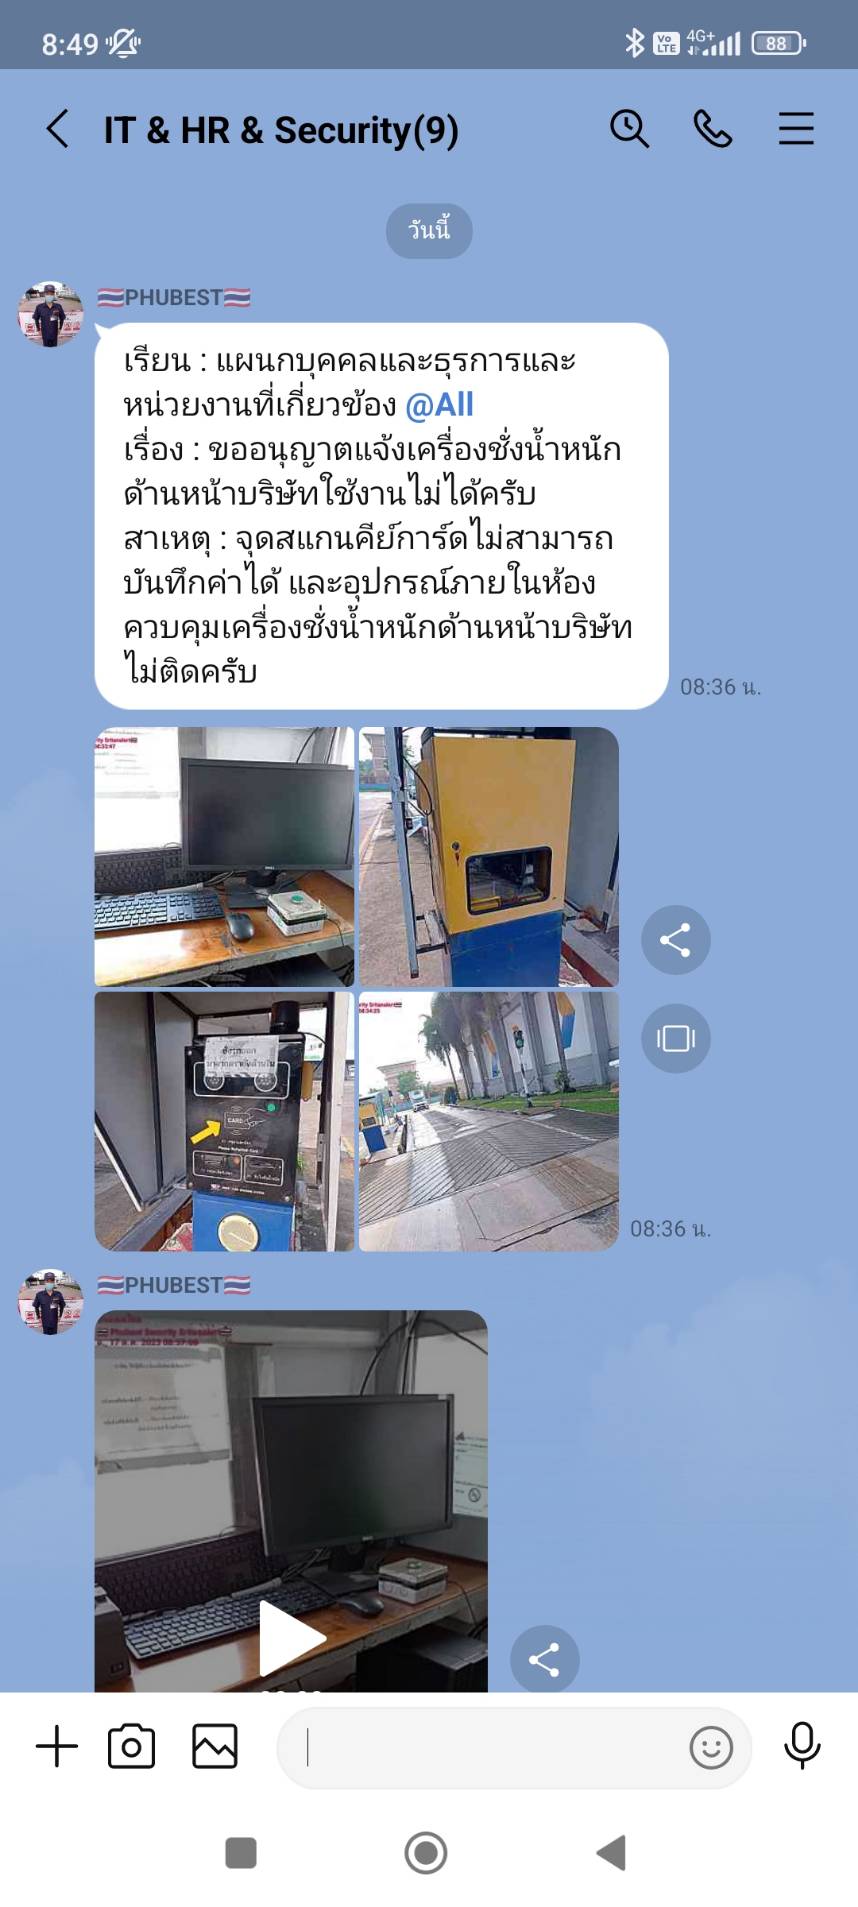 8:49
Vo LTE 4G+ 88
IT & HR & Security(9)
วันนี้
🇹🇭PHUBEST🇹🇭
เรียน : แผนกบุคคลและธุรการและ
หน่วยงานที่เกี่ยวข้อง @All
เรื่อง : ขออนุญาตแจ้งเครื่องชั่งน้ำหนัก
ด้านหน้าบริษัทใช้งานไม่ได้ครับ
สาเหตุ : จุดสแกนคีย์การ์ดไม่สามารถ
บันทึกค่าได้ และอุปกรณ์ภายในห้อง
ควบคุมเครื่องชั่งน้ำหนักด้านหน้าบริษัท
ไม่ติดครับ
08:36 น.
CARD
08:36 น.
🇹🇭PHUBEST🇹🇭